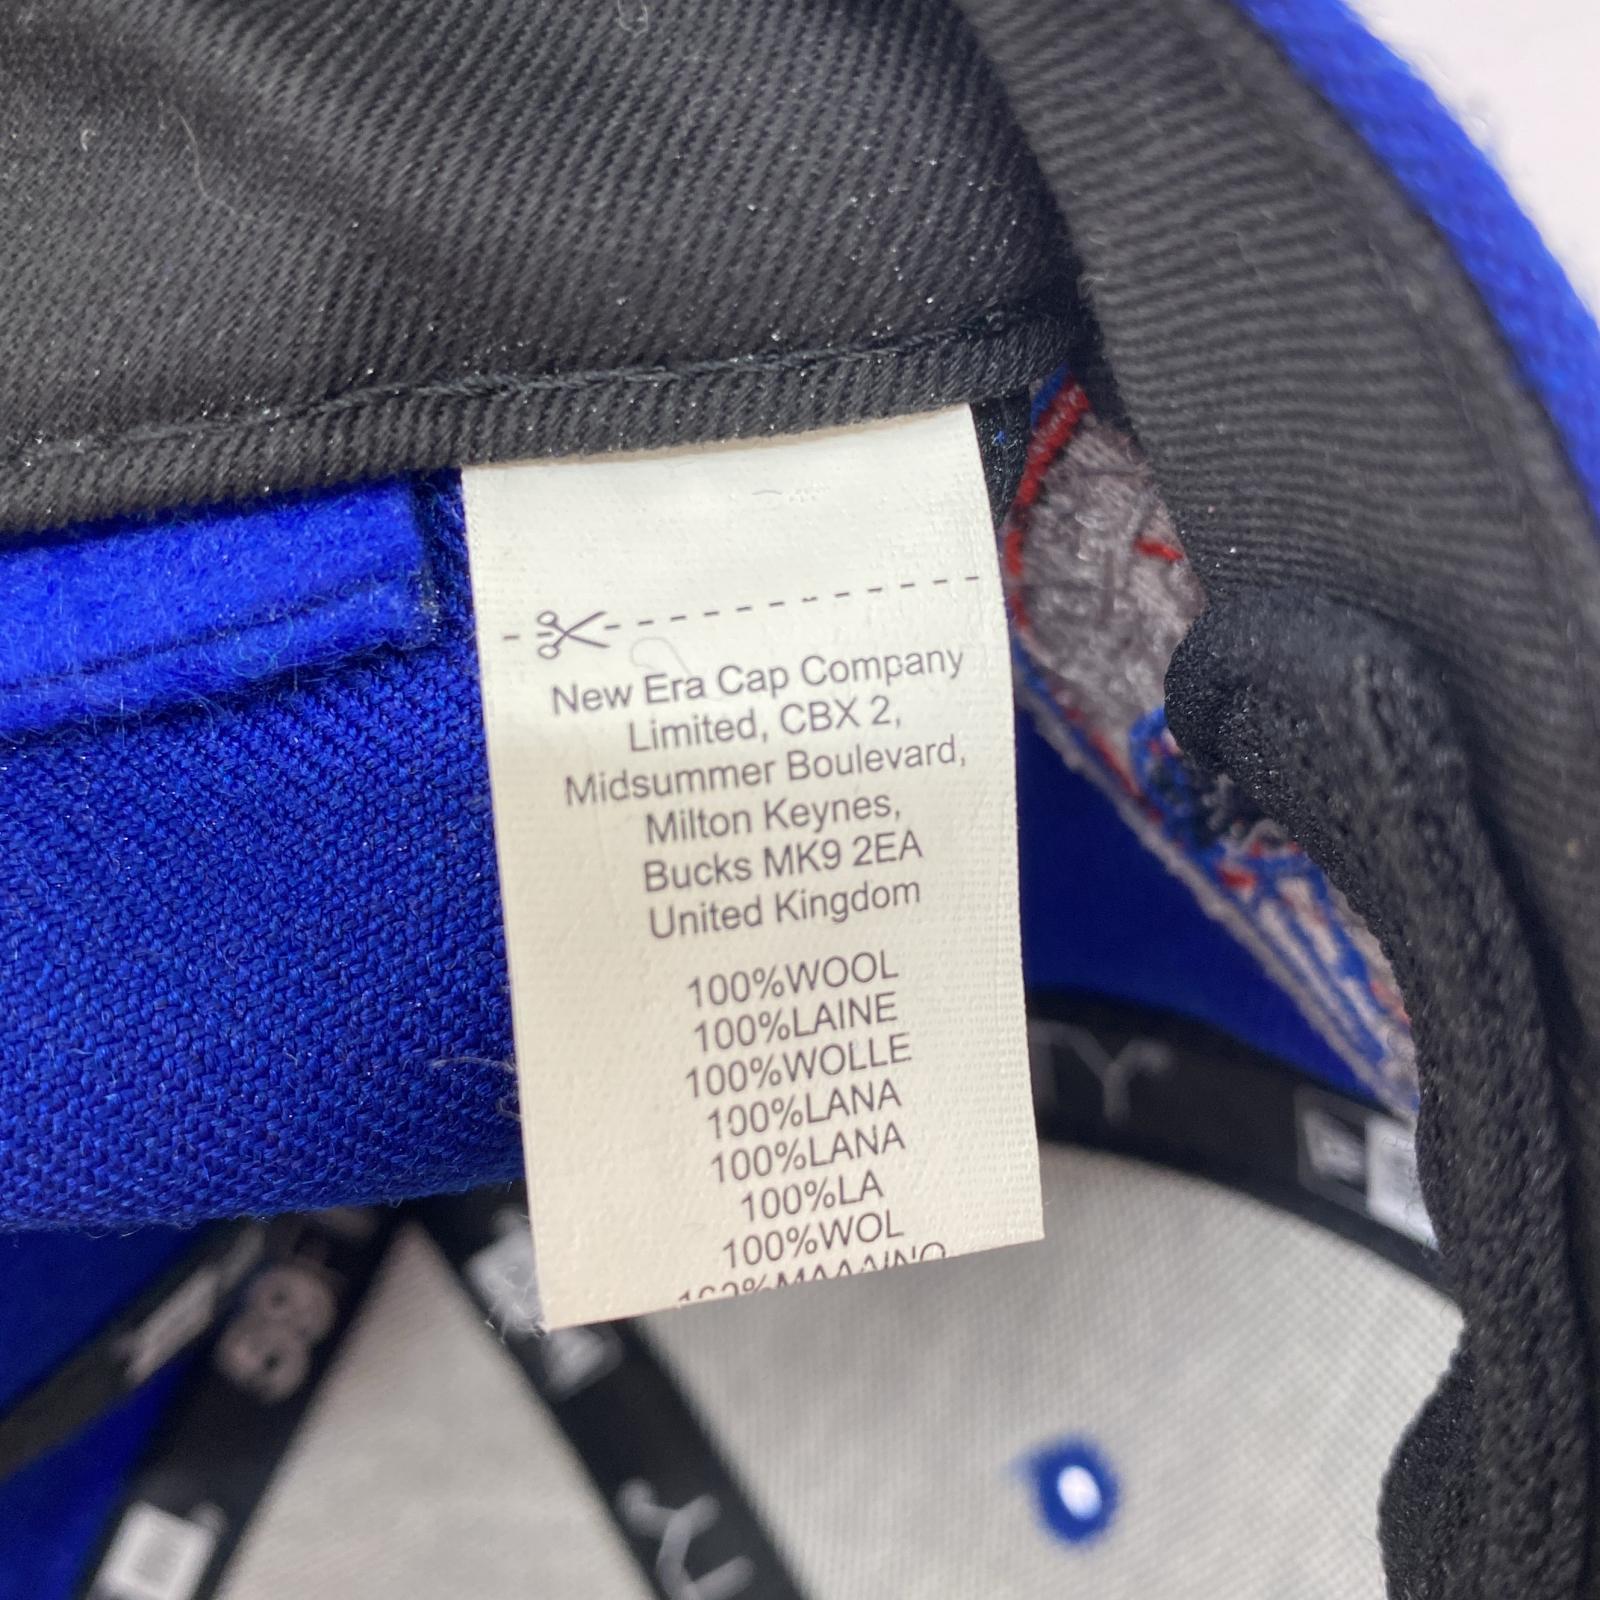 New Era Cap Company
Limited, CBX 2,
Midsummer Boulevard,
Milton Keynes,
Bucks MK9 2EA
United Kingdom
100%WOOL
100%LAINE
100%WOLLE
100%LANA
100%LANA
100%LA
100%WOL
TY